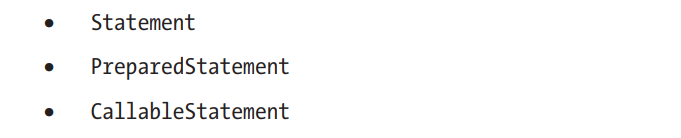 • Statement
• PreparedStatement
• CallableStatement